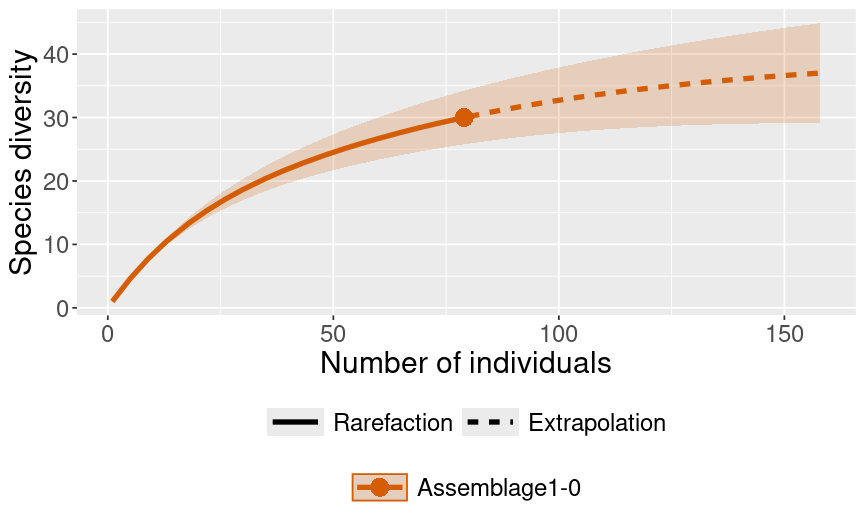 Species diversity
40
30
20
10
0
0 50 100 150
Number of individuals
Rarefaction Extrapolation
Assemblage1-0